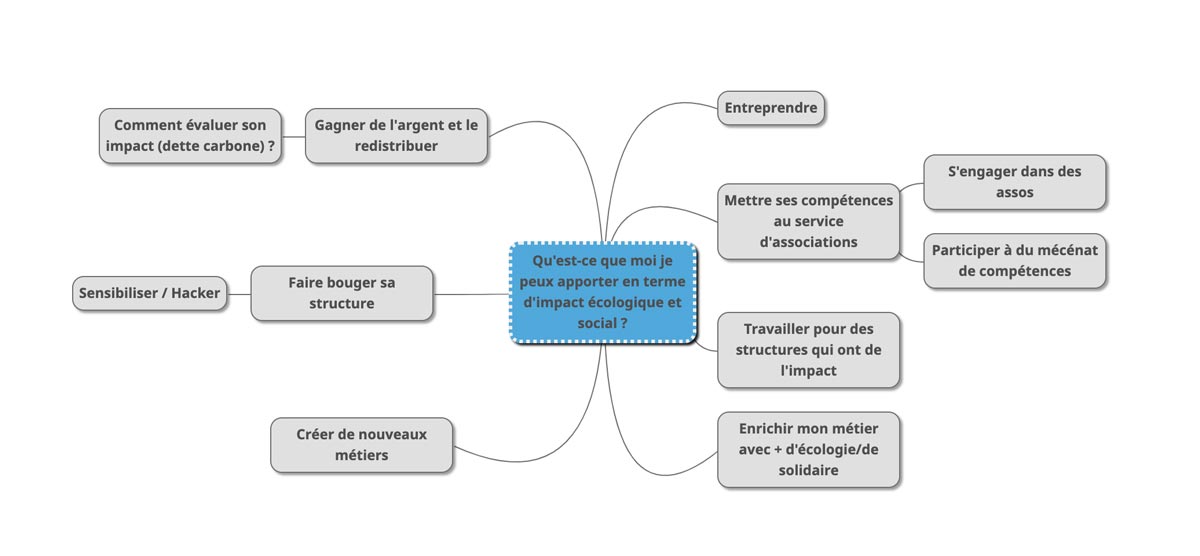 Entreprendre
Comment évaluer son
impact (dette carbone) ?
Gagner de l'argent et le
redistribuer
S'engager dans des
assos
Mettre ses compétences
au service
d'associations
Participer à du mécénat
de compétences
Qu'est-ce que moi je
peux apporter en terme
d'impact écologique et
social ?
Sensibiliser / Hacker
Faire bouger sa
structure
Travailler pour des
structures qui ont de
l'impact
Créer de nouveaux
métiers
Enrichir mon métier
avec + d'écologie/de
solidaire